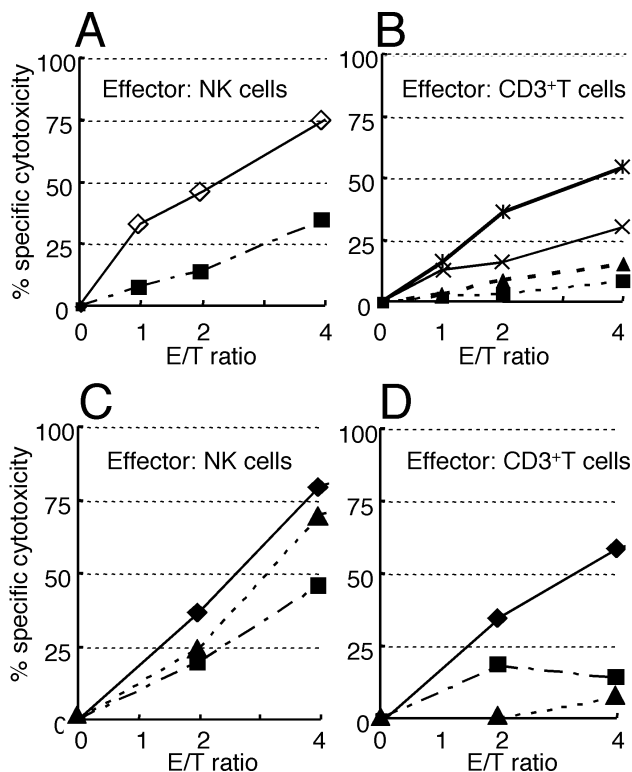 A
B
100
75
50
25
0
% specific cytotoxicity
Effector: NK cells
0 1 2 4
E/T ratio
100
75
50
25
0
Effector: CD3+T cells
0 1 2 4
E/T ratio
C
D
100
75
50
25
C
% specific cytotoxicity
Effector: NK cells
0 1 2 4
E/T ratio
100
75
50
25
0
Effector: CD3+T cells
0 1 2 4
E/T ratio